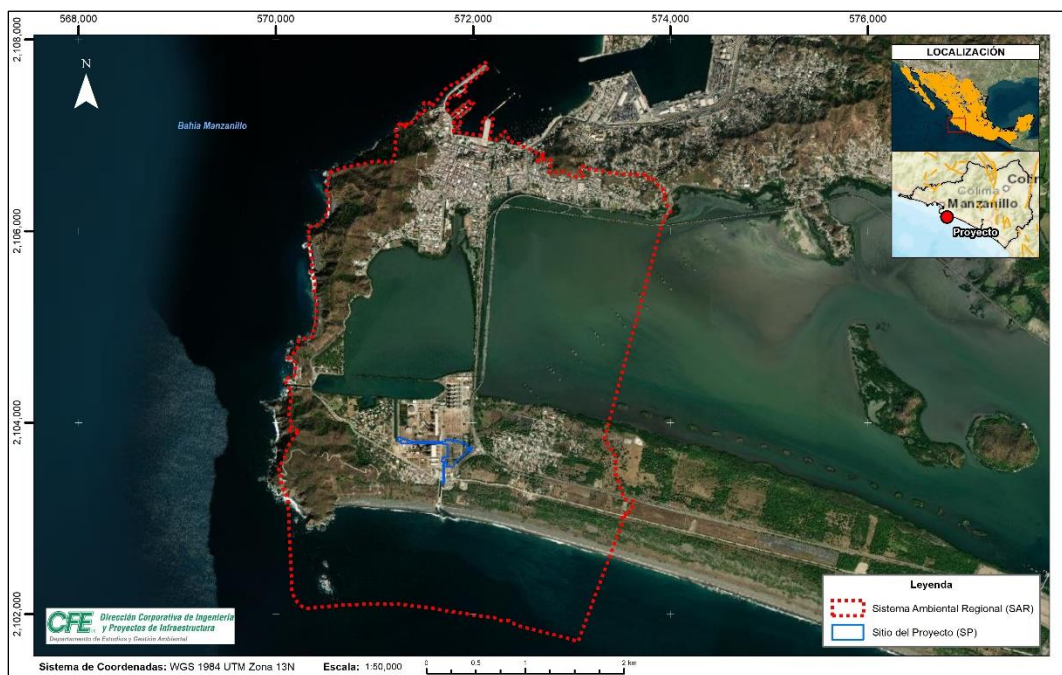 568,000
570,000
572,000
574,000
576,000
2,108,000
2,106,000
2,104,000
2,102,000
N
Bahia Manzanillo
LOCALIZACIÓN
Colima
Manzanillo
Proyecto
Leyenda
Sistema Ambiental Regional (SAR)
Sitio del Proyecto (SP)
CFE
Dirección Corporativa de Ingeniería
y Proyectos de Infraestructura
Departamento de Estudios y Gestión Ambiental
Sistema de Coordenadas: WGS 1984 UTM Zona 13N Escala: 1:50,000
0 0.5 1 2 km